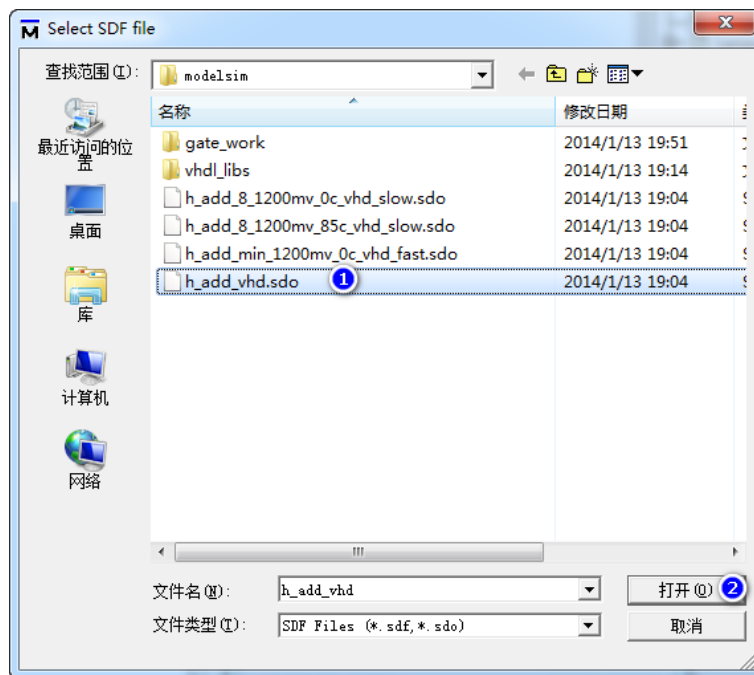 Select SDF file
查找范围(I):
modelsim
名称
修改日期
gate_work
2014/1/13 19:51
vhdl_libs
2014/1/13 19:14
h_add_8_1200mv_0c_vhd_slow.sdo
2014/1/13 19:04
h_add_8_1200mv_85c_vhd_slow.sdo
2014/1/13 19:04
h_add_min_1200mv_0c_vhd_fast.sdo
2014/1/13 19:04
h_add_vhd.sdo
1
2014/1/13 19:04
最近访问的位
置
桌面
库
计算机
网络
文件名(N):
h_add_vhd
打开(O)
2
文件类型(T):
SDF Files (*.sdf,*.sdo)
取消